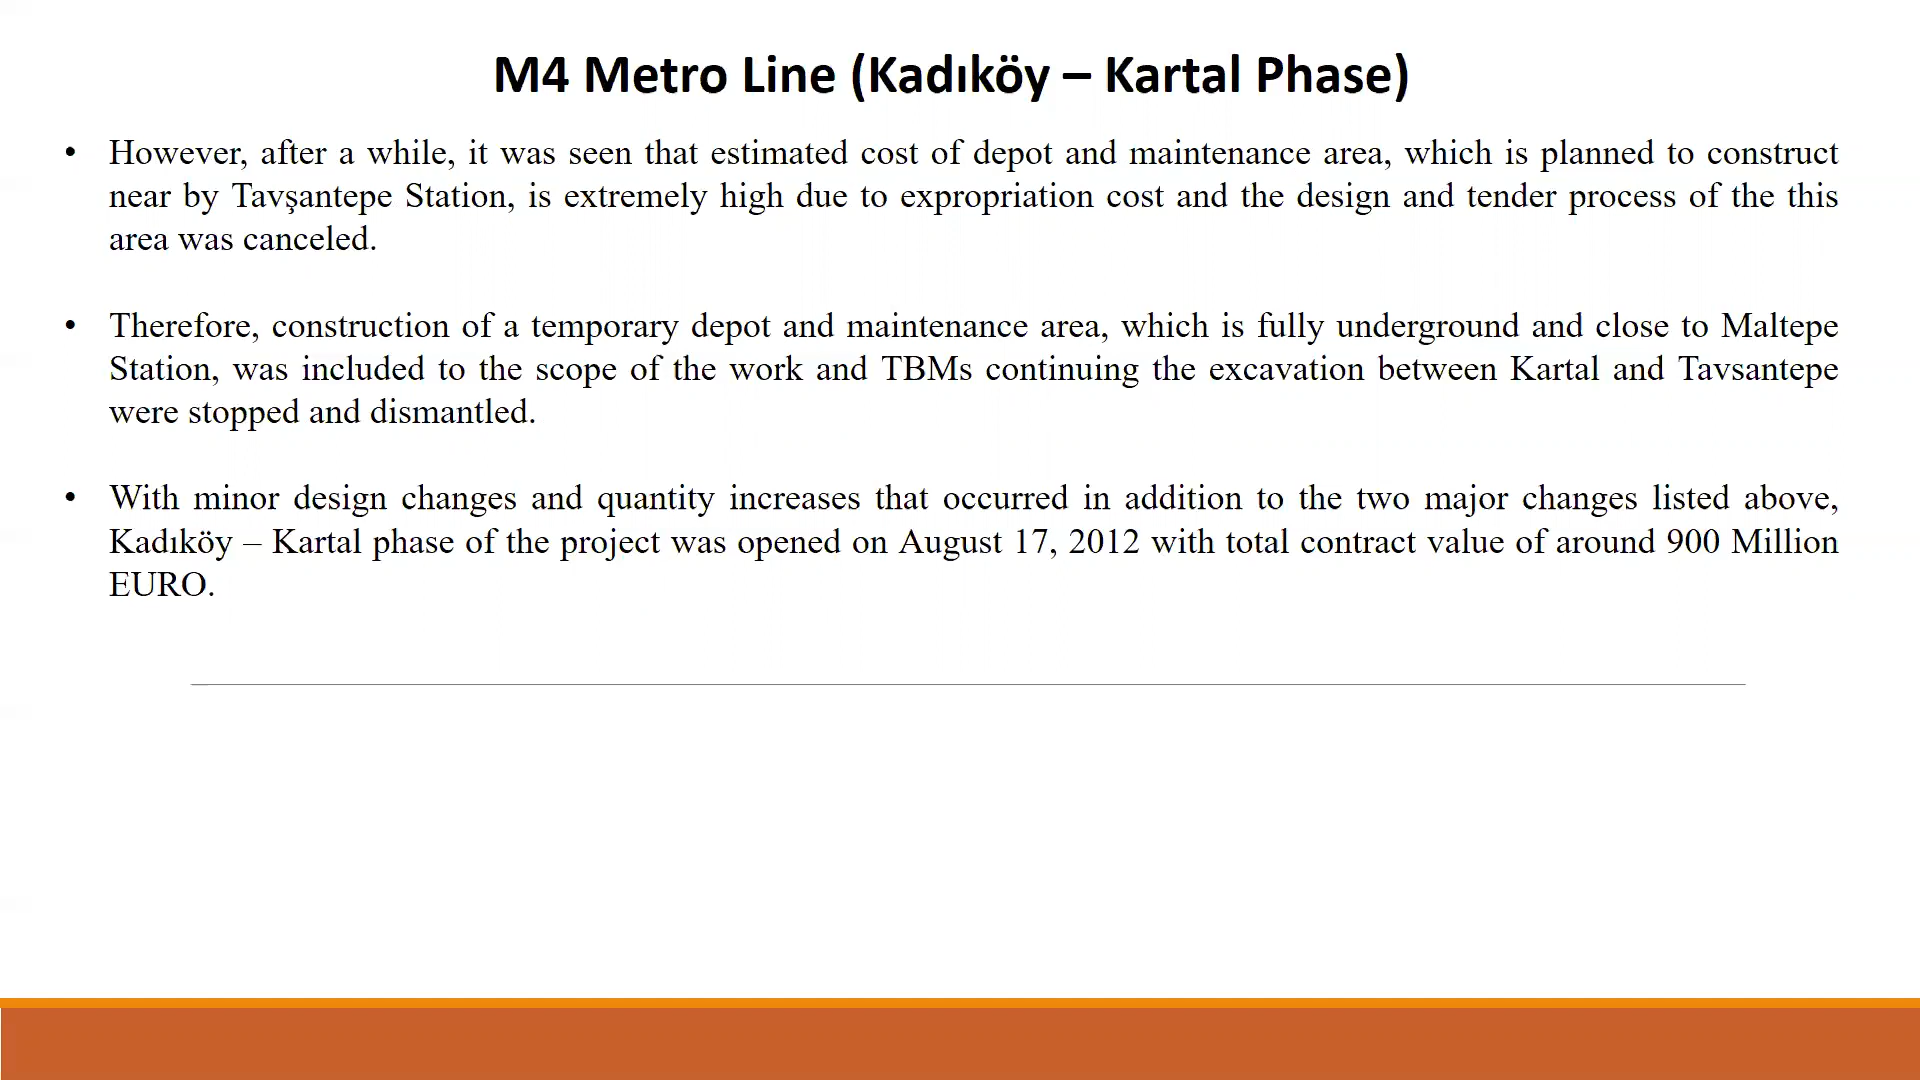 M4 Metro Line (Kadıköy – Kartal Phase)
• However, after a while, it was seen that estimated cost of depot and maintenance area, which is planned to construct
near by Tavşantepe Station, is extremely high due to expropriation cost and the design and tender process of the this
area was canceled.
• Therefore, construction of a temporary depot and maintenance area, which is fully underground and close to Maltepe
Station, was included to the scope of the work and TBMs continuing the excavation between Kartal and Tavsantepe
were stopped and dismantled.
• With minor design changes and quantity increases that occurred in addition to the two major changes listed above,
Kadıköy – Kartal phase of the project was opened on August 17, 2012 with total contract value of around 900 Million
EURO.